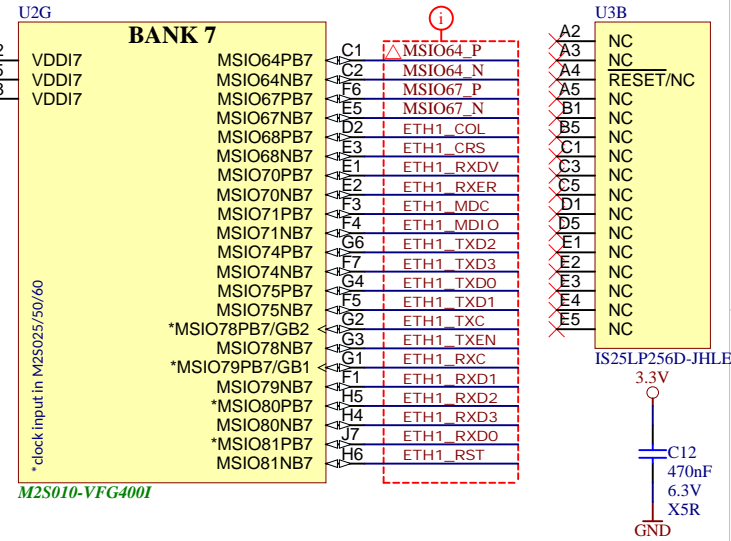 U2G
BANK 7
VDDI7
VDDI7
VDDI7
MSIO64PB7 C1 MSIO64_P
MSIO64NB7 C2 MSIO64_N
MSIO67PB7 F6 MSIO67_P
MSIO67NB7 E5 MSIO67_N
MSIO68PB7 D2 ETH1_COL
MSIO68NB7 E3 ETH1_CRS
MSIO70PB7 E1 ETH1_RXDV
MSIO70NB7 E2 ETH1_RXER
MSIO71PB7 F3 ETH1_MDC
MSIO71NB7 F4 ETH1_MDIO
MSIO74PB7 G6 ETH1_TXD2
MSIO74NB7 F7 ETH1_TXD3
MSIO75PB7 G4 ETH1_TXD0
MSIO75NB7 F5 ETH1_TXD1
*MSIO78PB7/GB2 G2 ETH1_TXC
MSIO78NB7 G3 ETH1_TXEN
*MSIO79PB7/GB1 G1 ETH1_RXC
MSIO79NB7 F1 ETH1_RXD1
*MSIO80PB7 H5 ETH1_RXD2
MSIO80NB7 H4 ETH1_RXD3
*MSIO81PB7 J7 ETH1_RXD0
MSIO81NB7 H6 ETH1_RST
*clock input in M2S025/50/60
M2S010-VFG400I
i
U3B
A2 NC
A3 NC
A4 RESET/NC
A5 NC
B1 NC
B5 NC
C1 NC
C3 NC
C5 NC
D1 NC
D5 NC
E1 NC
E2 NC
E3 NC
E4 NC
E5 NC
IS25LP256D-JHLE
3.3V
C12
470nF
6.3V
X5R
GND